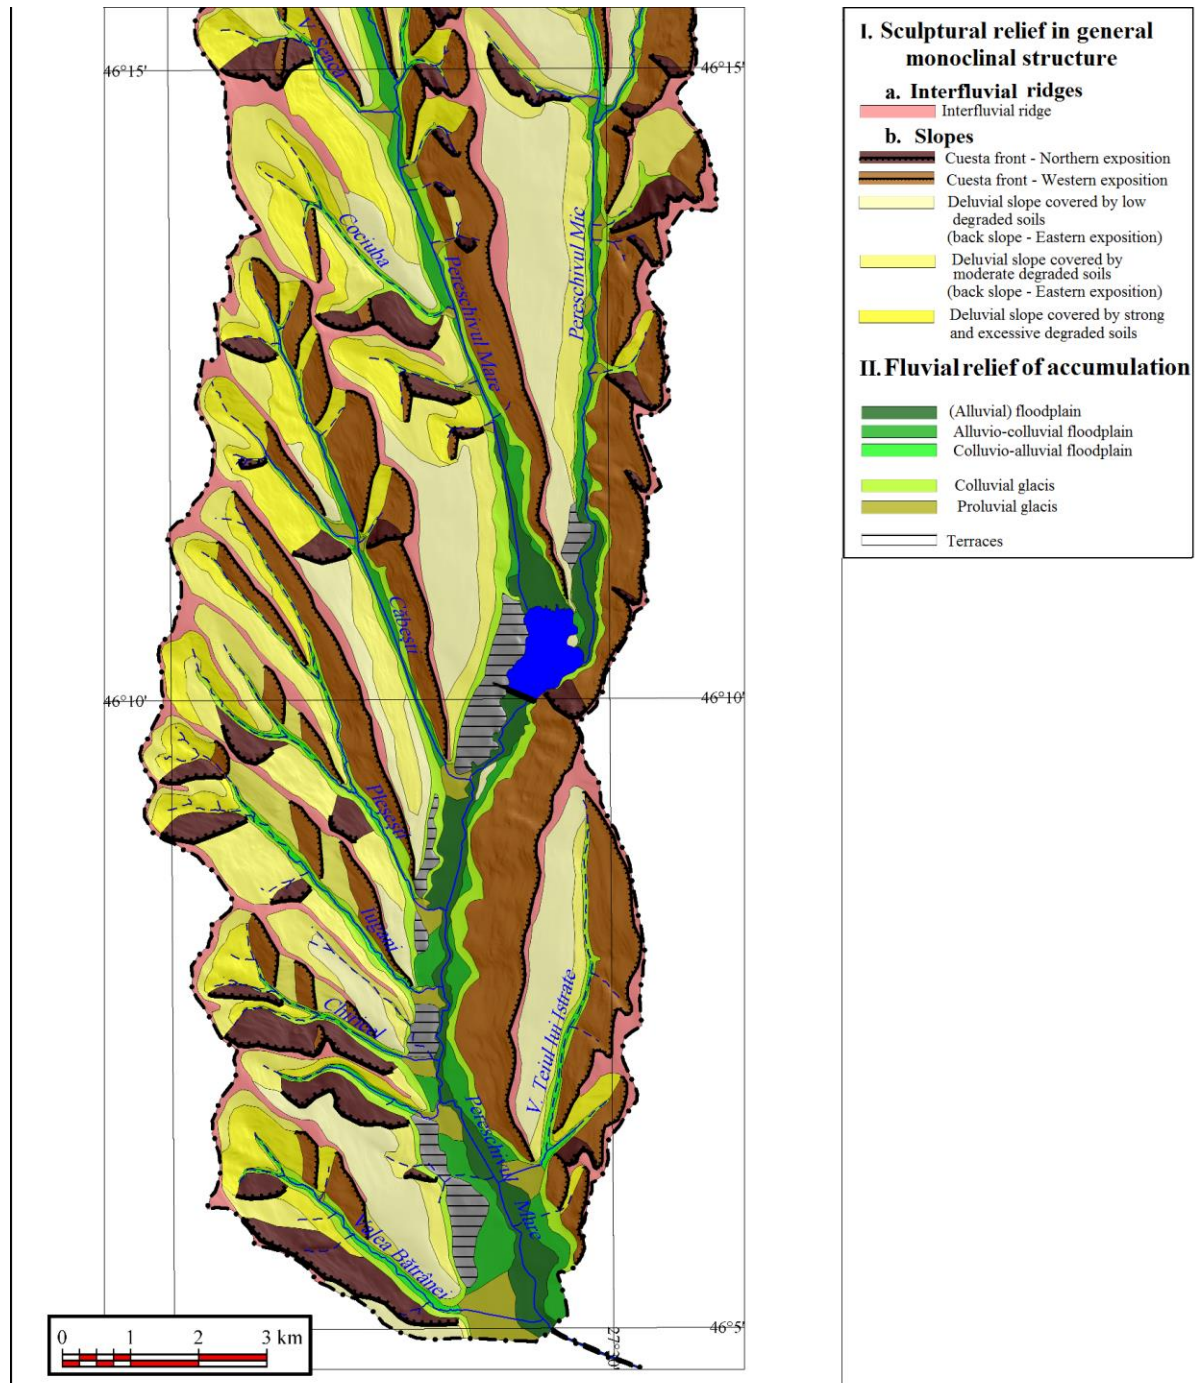 V. Seacă
46°15'
46°15'
Cociuba
Pereschivul Mare
Pereschivul Mic
Căbești
46°10'
46°10'
Pleșești
Iugani
Chiricel
V. Teiul lui Istrate
Pereschivul
Mare
Valea Bătrânei
46°5'
0 1 2 3 km
I. Sculptural relief in general
monoclinal structure
a. Interfluvial ridges
Interfluvial ridge
b. Slopes
Cuesta front - Northern exposition
Cuesta front - Western exposition
Deluvial slope covered by low
degraded soils
(back slope - Eastern exposition)
Deluvial slope covered by
moderate degraded soils
(back slope - Eastern exposition)
Deluvial slope covered by strong
and excessive degraded soils
II. Fluvial relief of accumulation
(Alluvial) floodplain
Alluvio-colluvial floodplain
Colluvio-alluvial floodplain
Colluvial glacis
Proluvial glacis
Terraces